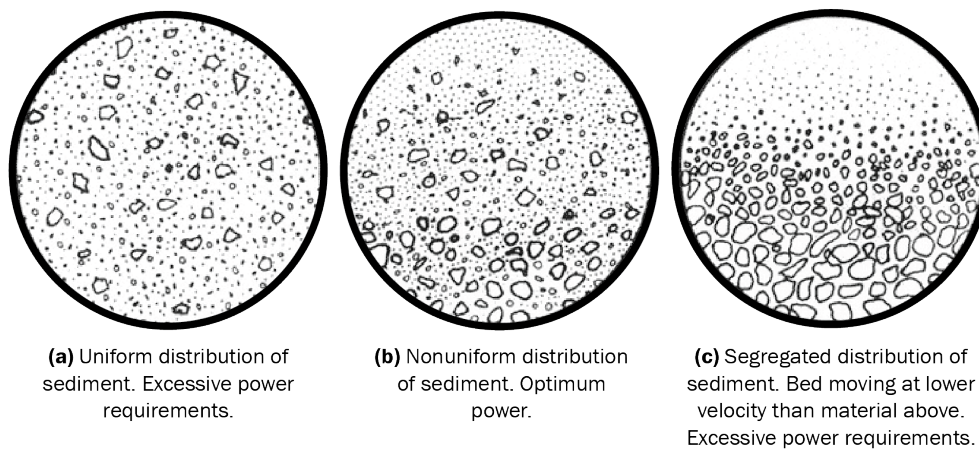 (a) Uniform distribution of
sediment. Excessive power
requirements.
(b) Nonuniform distribution
of sediment. Optimum
power.
(c) Segregated distribution of
sediment. Bed moving at lower
velocity than material above.
Excessive power requirements.